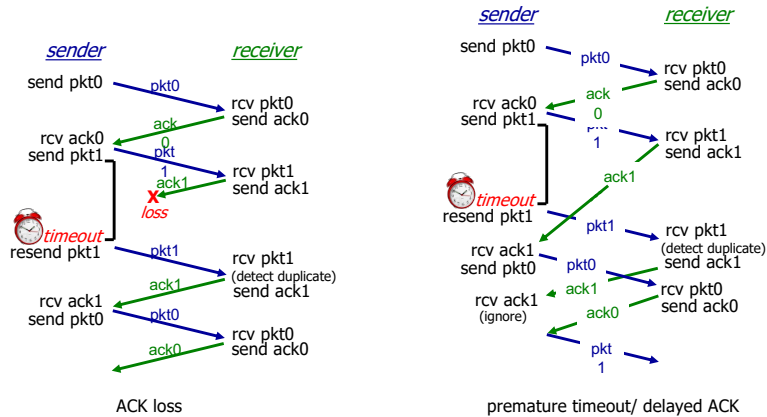 sender
receiver
send pkt0
pkt0
rcv pkt0
send ack0
ack
0
rcv ack0
send pkt1
pkt
1
rcv pkt1
send ack1
ack1
X
loss
timeout
resend pkt1
pkt1
rcv pkt1
(detect duplicate)
send ack1
ack1
rcv ack1
send pkt0
pkt0
rcv pkt0
send ack0
ack0
ACK loss
sender
receiver
send pkt0
pkt0
rcv pkt0
send ack0
ack
0
rcv ack0
send pkt1
pkt
1
rcv pkt1
send ack1
ack1
timeout
resend pkt1
pkt1
rcv pkt1
(detect duplicate)
send ack1
rcv ack1
send pkt0
pkt0
ack1
rcv pkt0
send ack0
rcv ack1
(ignore)
ack0
pkt
1
premature timeout/ delayed ACK